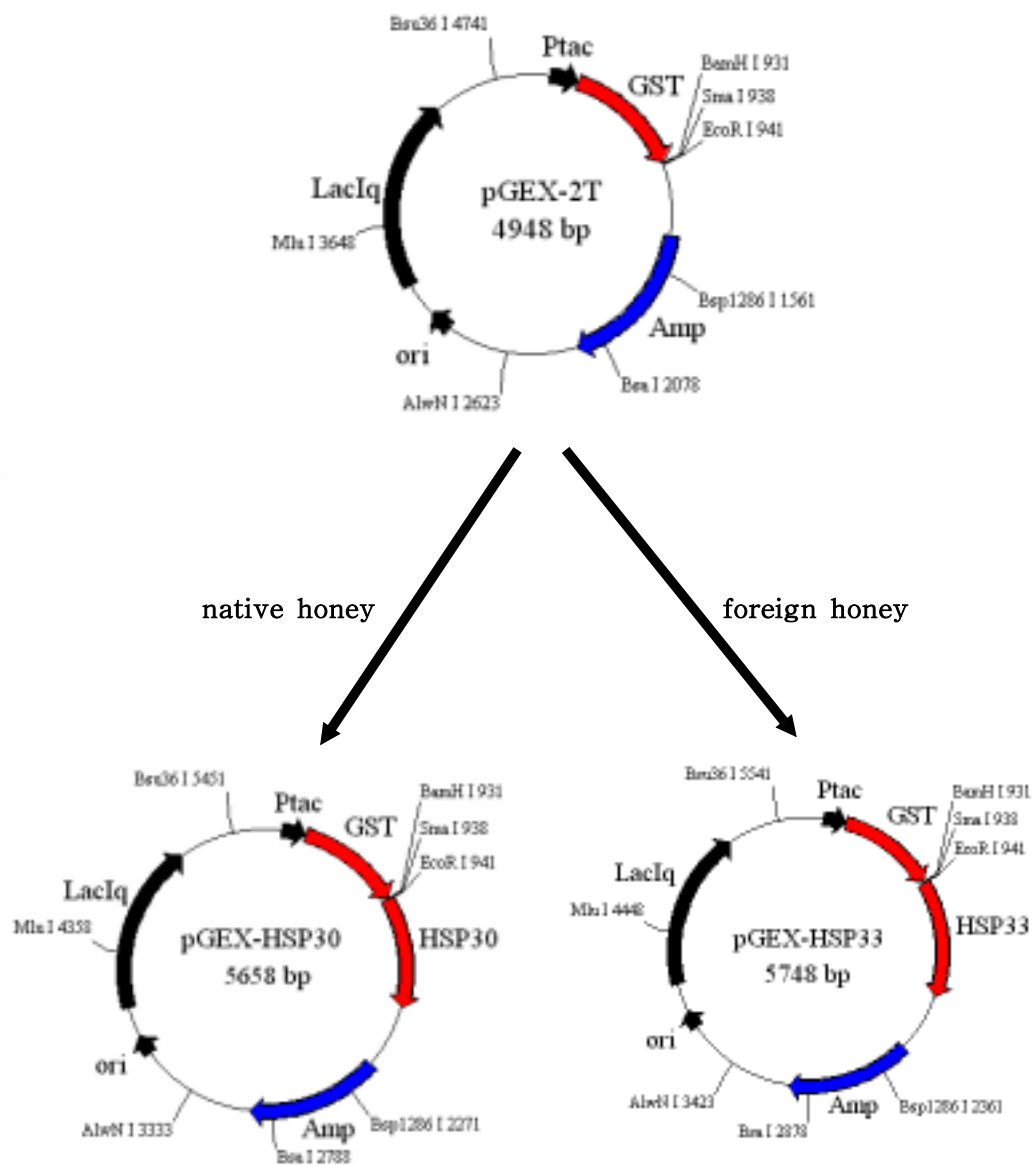 Bsu36 I 4741
Ptac
GST
BamH I 931
Sma I 938
EcoR I 941
LacIq
pGEX-2T
4948 bp
Mlu I 3648
Bsp1286 I 1561
Amp
ori
Bsa I 2078
AlwN I 2623
native honey
foreign honey
Bsu36 I 5451
Ptac
GST
BamH I 931
Sma I 938
EcoR I 941
LacIq
Mlu I 4358
pGEX-HSP30
5658 bp
HSP30
ori
AlwN I 3333
Amp
Bsp1286 I 2271
Bsa I 2788
Bsu36 I 5541
Ptac
GST
BamH I 931
Sma I 938
EcoR I 941
LacIq
Mlu I 4448
pGEX-HSP33
5748 bp
HSP33
ori
AlwN I 3423
Amp
Bsp1286 I 2361
Bsa I 2878